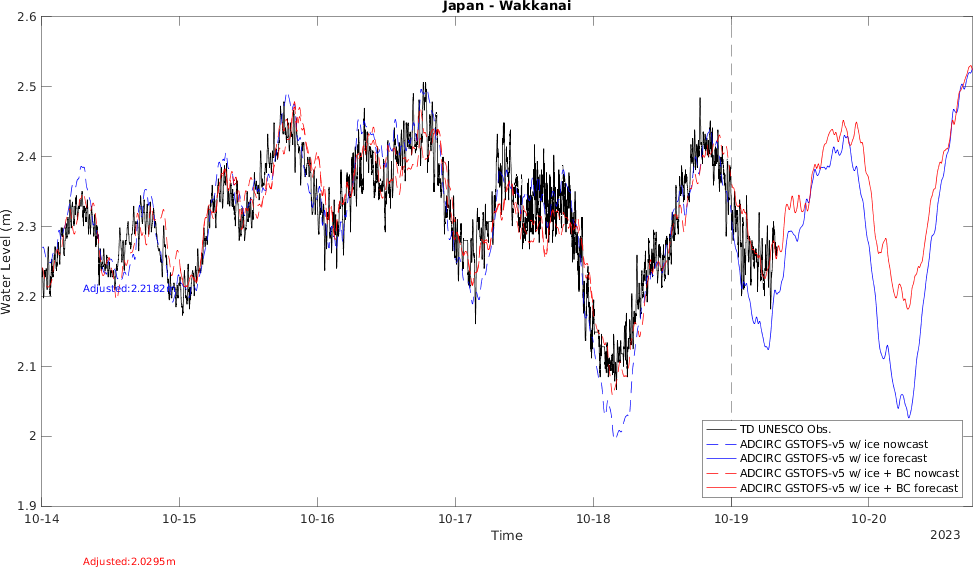 Japan - Wakkanai
2.6
2.5
2.4
2.3
2.2
2.1
2
1.9
Water Level (m)
Adjusted:2.2182m
TD UNESCO Obs.
ADCIRC GSTOFS-v5 w/ ice nowcast
ADCIRC GSTOFS-v5 w/ ice forecast
ADCIRC GSTOFS-v5 w/ ice + BC nowcast
ADCIRC GSTOFS-v5 w/ ice + BC forecast
10-14 10-15 10-16 10-17 10-18 10-19 10-20
2023
Time
Adjusted:2.0295m